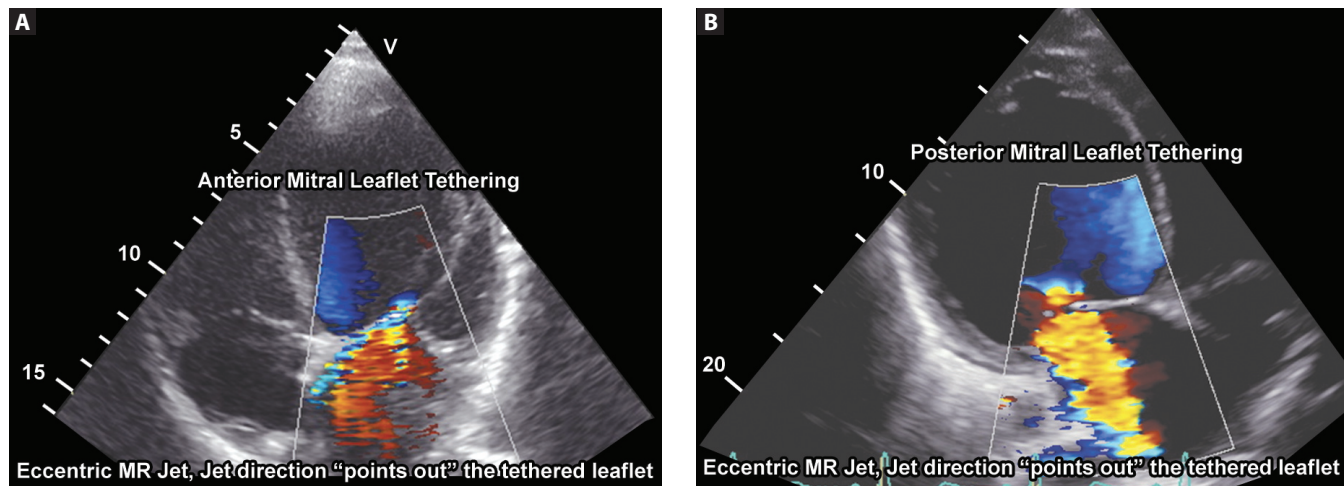 A
V
5
Anterior Mitral Leaflet Tethering
10
15
Eccentric MR Jet, Jet direction “points out” the tethered leaflet
B
Posterior Mitral Leaflet Tethering
10
20
Eccentric MR Jet, Jet direction “points out” the tethered leaflet